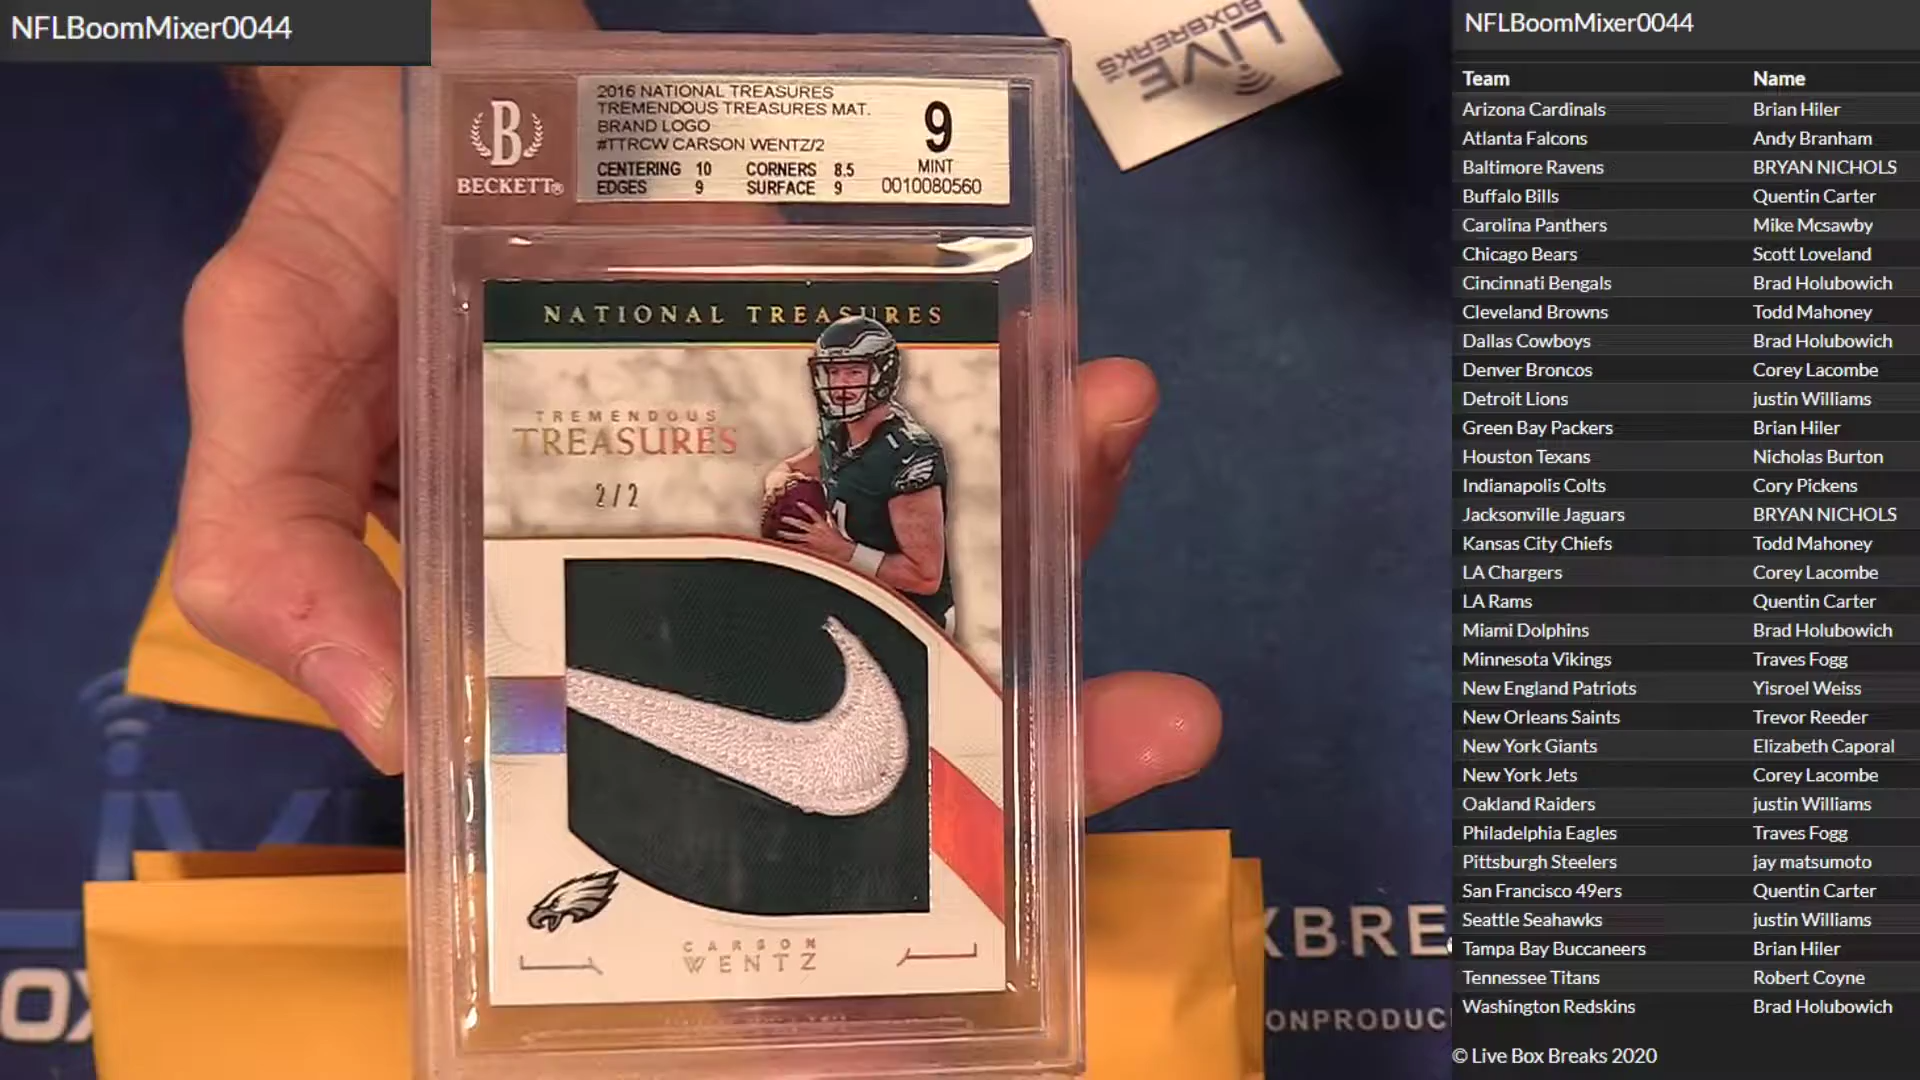 NFLBoomMixer0044
LiVE
BOXBREAKS
B
BECKETT®
2016 NATIONAL TREASURES
TREMENDOUS TREASURES MAT.
BRAND LOGO
#TTRCW CARSON WENTZ/2
CENTERING 10 CORNERS 8.5
EDGES 9 SURFACE 9
9
MINT
0010080560
NATIONAL TREASURES
TREMENDOUS
TREASURES
2/2
CARSON
WENTZ
XBRE
ONPRODUC
NFLBoomMixer0044
Team Name
Arizona Cardinals Brian Hiler
Atlanta Falcons Andy Branham
Baltimore Ravens BRYAN NICHOLS
Buffalo Bills Quentin Carter
Carolina Panthers Mike Mcsawby
Chicago Bears Scott Loveland
Cincinnati Bengals Brad Holubowich
Cleveland Browns Todd Mahoney
Dallas Cowboys Brad Holubowich
Denver Broncos Corey Lacombe
Detroit Lions justin Williams
Green Bay Packers Brian Hiler
Houston Texans Nicholas Burton
Indianapolis Colts Cory Pickens
Jacksonville Jaguars BRYAN NICHOLS
Kansas City Chiefs Todd Mahoney
LA Chargers Corey Lacombe
LA Rams Quentin Carter
Miami Dolphins Brad Holubowich
Minnesota Vikings Traves Fogg
New England Patriots Yisroel Weiss
New Orleans Saints Trevor Reeder
New York Giants Elizabeth Caporal
New York Jets Corey Lacombe
Oakland Raiders justin Williams
Philadelphia Eagles Traves Fogg
Pittsburgh Steelers jay matsumoto
San Francisco 49ers Quentin Carter
Seattle Seahawks justin Williams
Tampa Bay Buccaneers Brian Hiler
Tennessee Titans Robert Coyne
Washington Redskins Brad Holubowich
© Live Box Breaks 2020